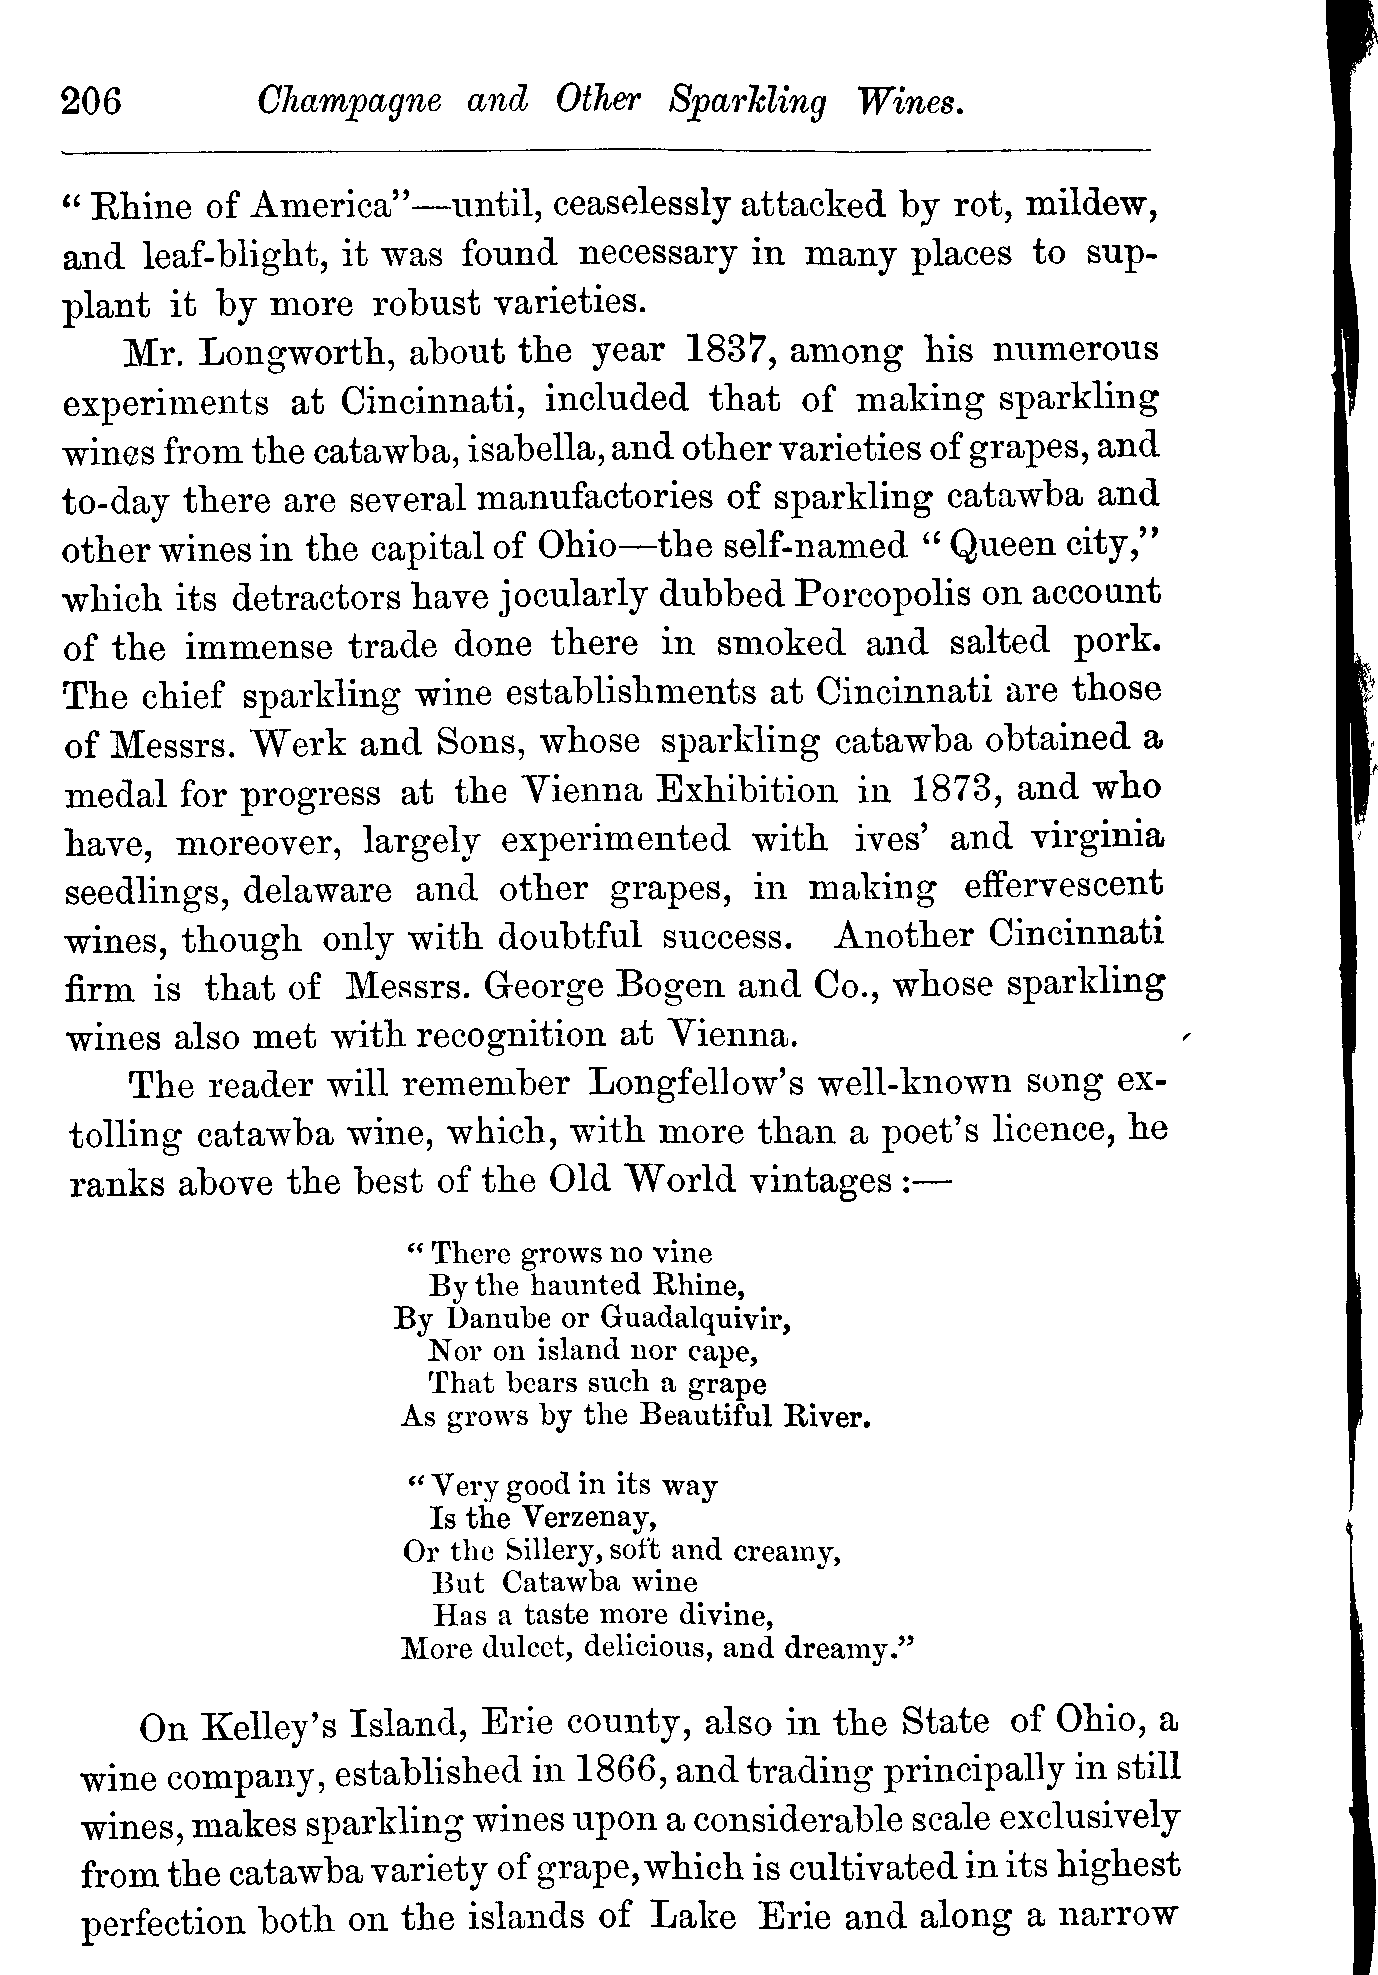 206 Champagne and Other Sparkling Wines.
“ Rhine of America”—until, ceaselessly attacked by rot, mildew,
and leaf-blight, it was found necessary in many places to sup-
plant it by more robust varieties.
Mr. Longworth, about the year 1837, among his numerous
experiments at Cincinnati, included that of making sparkling
wines from the catawba, isabella, and other varieties of grapes, and
to-day there are several manufactories of sparkling catawba and
other wines in the capital of Ohio—the self-named “ Queen city,”
which its detractors have jocularly dubbed Porcopolis on account
of the immense trade done there in smoked and salted pork.
The chief sparkling wine establishments at Cincinnati are those
of Messrs. Werk and Sons, whose sparkling catawba obtained a
medal for progress at the Vienna Exhibition in 1873, and who
have, moreover, largely experimented with ives’ and virginia
seedlings, delaware and other grapes, in making effervescent
wines, though only with doubtful success. Another Cincinnati
firm is that of Messrs. George Bogen and Co., whose sparkling
wines also met with recognition at Vienna.
The reader will remember Longfellow’s well-known song ex-
tolling catawba wine, which, with more than a poet’s licence, he
ranks above the best of the Old World vintages :—
“ There grows no vine
By the haunted Rhine,
By Danube or Guadalquivir,
Nor on island nor cape,
That bears such a grape
As grows by the Beautiful River.
“ Very good in its way
Is the Verzenay,
Or the Sillery, soft and creamy,
But Catawba wine
Has a taste more divine,
More dulcet, delicious, and dreamy.”
On Kelley’s Island, Erie county, also in the State of Ohio, a
wine company, established in 1866, and trading principally in still
wines, makes sparkling wines upon a considerable scale exclusively
from the catawba variety of grape, which is cultivated in its highest
perfection both on the islands of Lake Erie and along a narrow